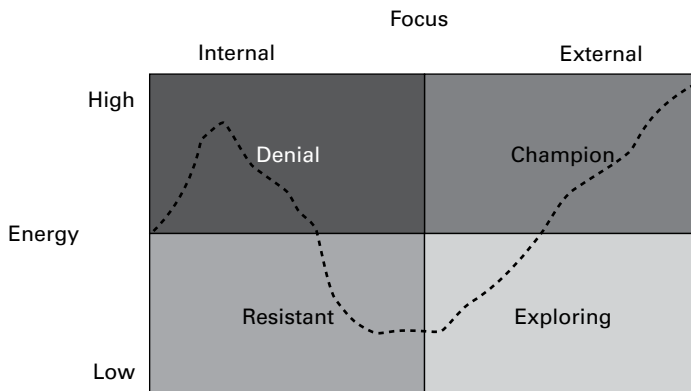 Focus
Internal External
High
Denial Champion
Energy
Resistant Exploring
Low